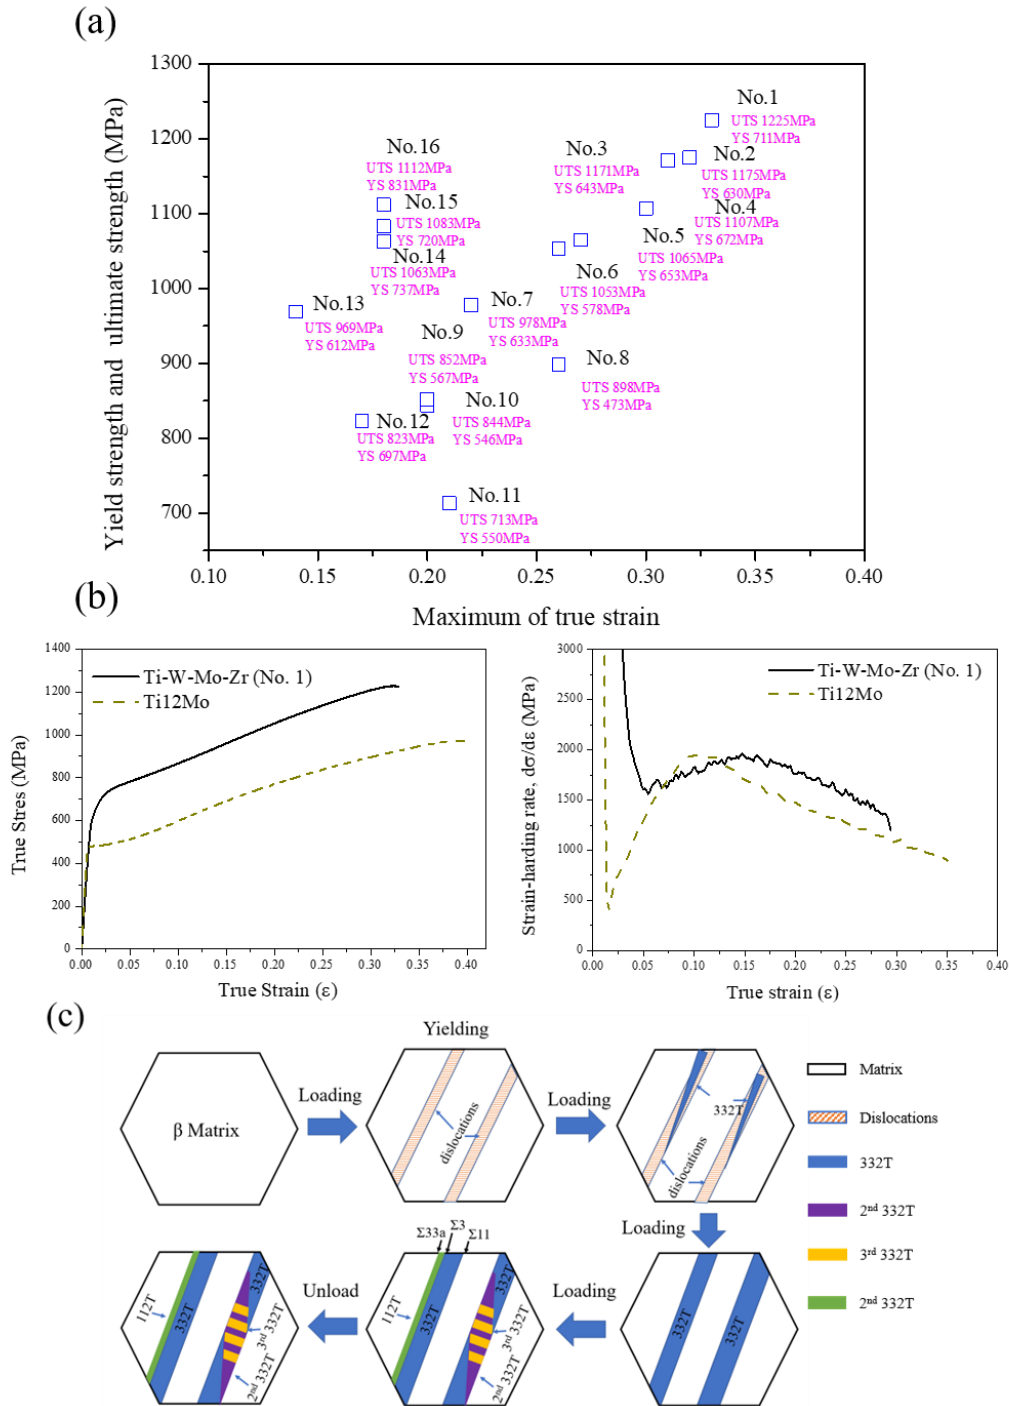 (a)
Yield strength and ultimate strength (MPa)
1300
1200
1100
1000
900
800
700
0.10
0.15
0.20
0.25
0.30
0.35
0.40
Maximum of true strain
No.1
UTS 1225MPa
YS 711MPa
No.2
UTS 1175MPa
YS 630MPa
No.3
UTS 1171MPa
YS 643MPa
No.4
UTS 1107MPa
YS 672MPa
No.5
UTS 1065MPa
YS 653MPa
No.6
UTS 1053MPa
YS 578MPa
No.7
UTS 978MPa
YS 633MPa
No.8
UTS 898MPa
YS 473MPa
No.9
UTS 852MPa
YS 567MPa
No.10
UTS 844MPa
YS 546MPa
No.11
UTS 713MPa
YS 550MPa
No.12
UTS 823MPa
YS 697MPa
No.13
UTS 969MPa
YS 612MPa
No.14
UTS 1063MPa
YS 737MPa
No.15
UTS 1083MPa
YS 720MPa
No.16
UTS 1112MPa
YS 831MPa
(b)
True Stres (MPa)
1400
1200
1000
800
600
400
200
0
0.00
0.05
0.10
0.15
0.20
0.25
0.30
0.35
0.40
True Strain (ε)
Ti-W-Mo-Zr (No. 1)
Ti12Mo
Strain-harding rate, dσ/dε (MPa)
3000
2500
2000
1500
1000
500
0
0.00
0.05
0.10
0.15
0.20
0.25
0.30
0.35
0.40
True strain (ε)
Ti-W-Mo-Zr (No. 1)
Ti12Mo
(c)
β Matrix
Loading
Yielding
dislocations
Loading
332T
dislocations
Loading
332T
332T
Loading
Σ33a
Σ3
Σ11
112T
332T
332T
3rd 332T
2nd 332T
Unload
112T
332T
332T
3rd 332T
2nd 332T
Matrix
Dislocations
332T
2nd 332T
3rd 332T
2nd 332T